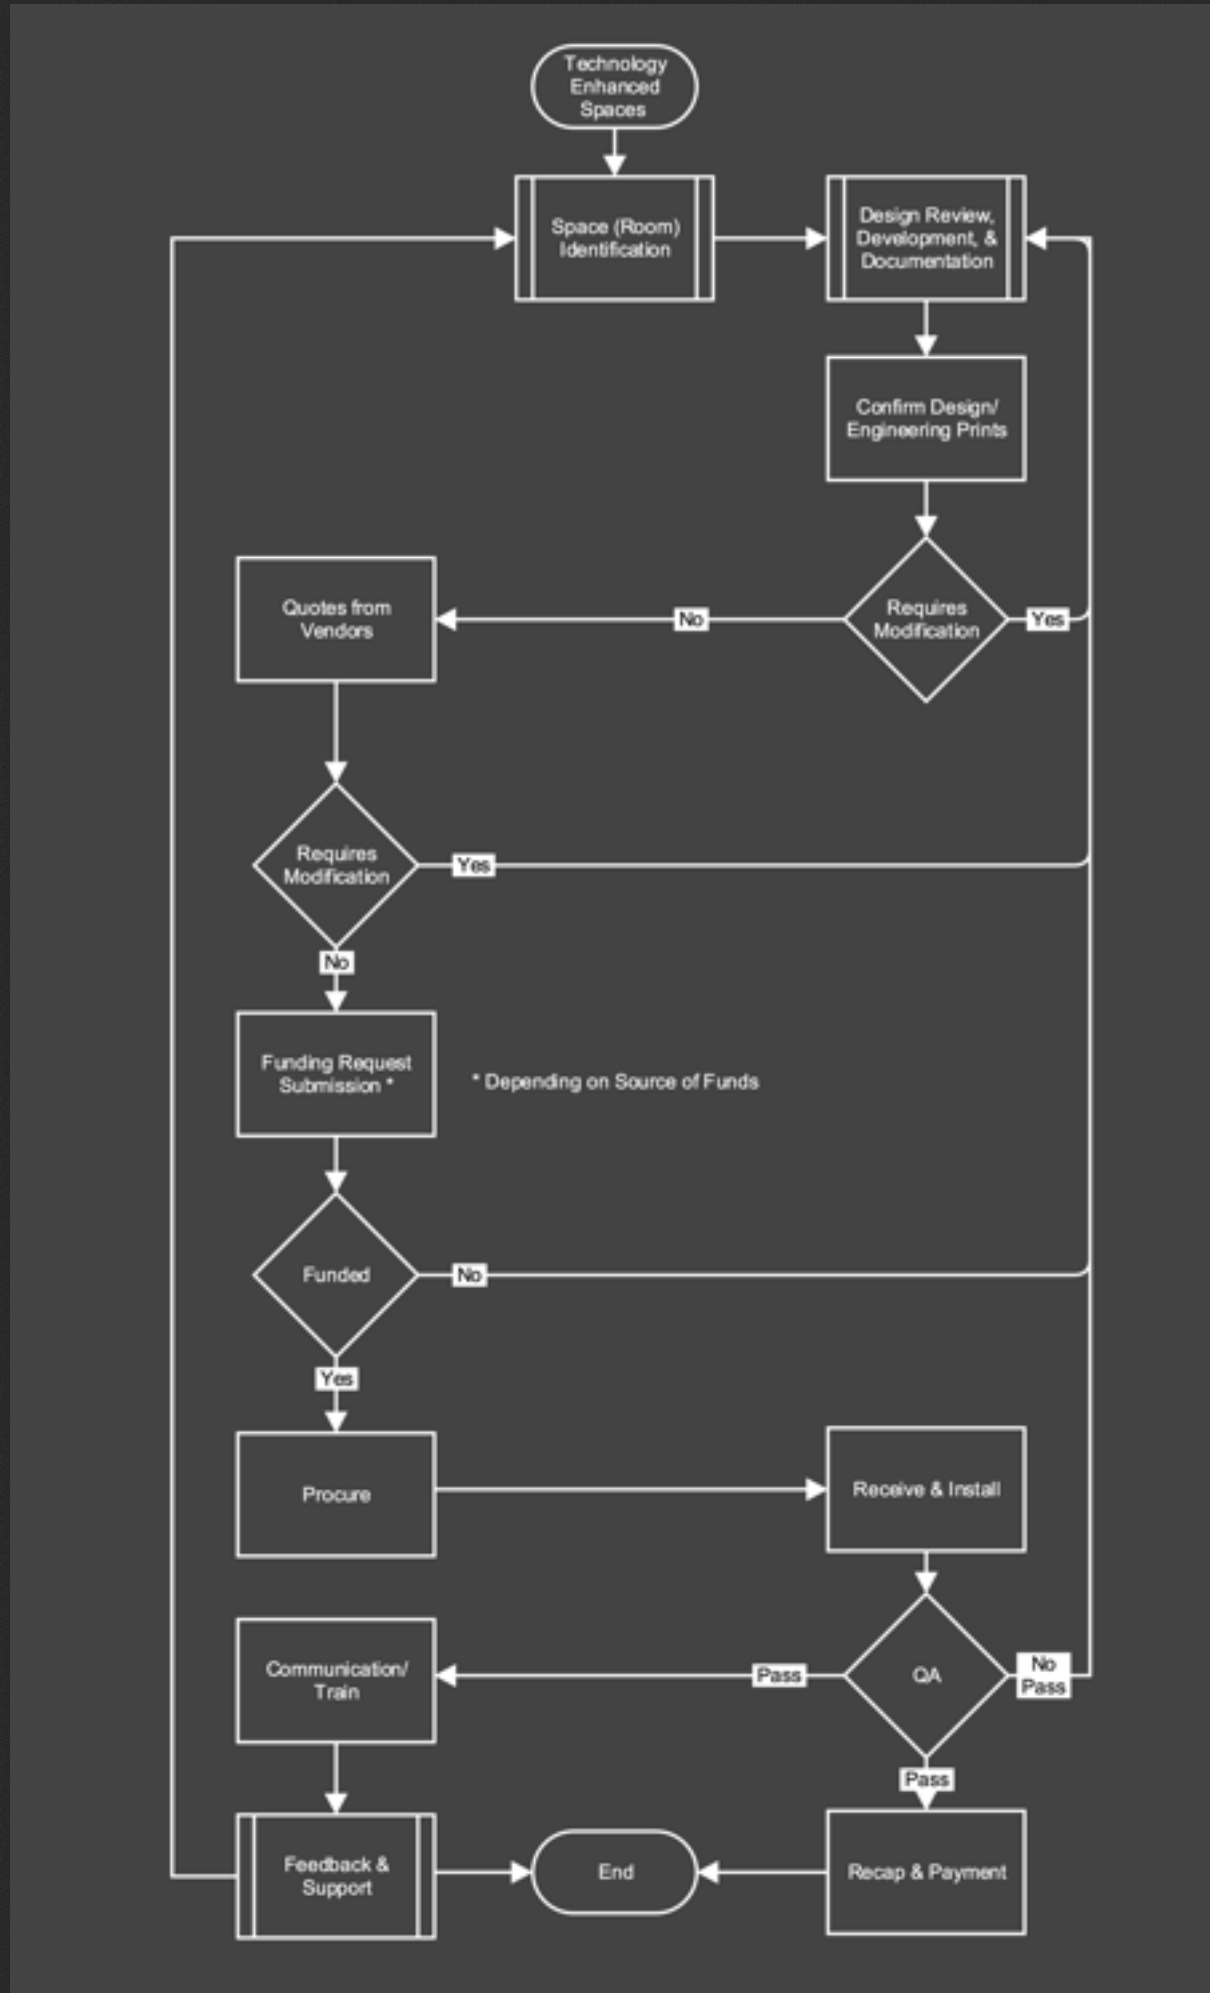 Technology
Enhanced
Spaces
Space (Room)
Identification
Design Review,
Development, &
Documentation
Confirm Design/
Engineering Prints
Quotes from
Vendors
No
Requires
Modification
Yes
Requires
Modification
Yes
No
Funding Request
Submission *
* Depending on Source of Funds
Funded
No
Yes
Procure
Receive & Install
Communication/
Train
Pass
QA
No
Pass
Pass
Feedback &
Support
End
Recap & Payment